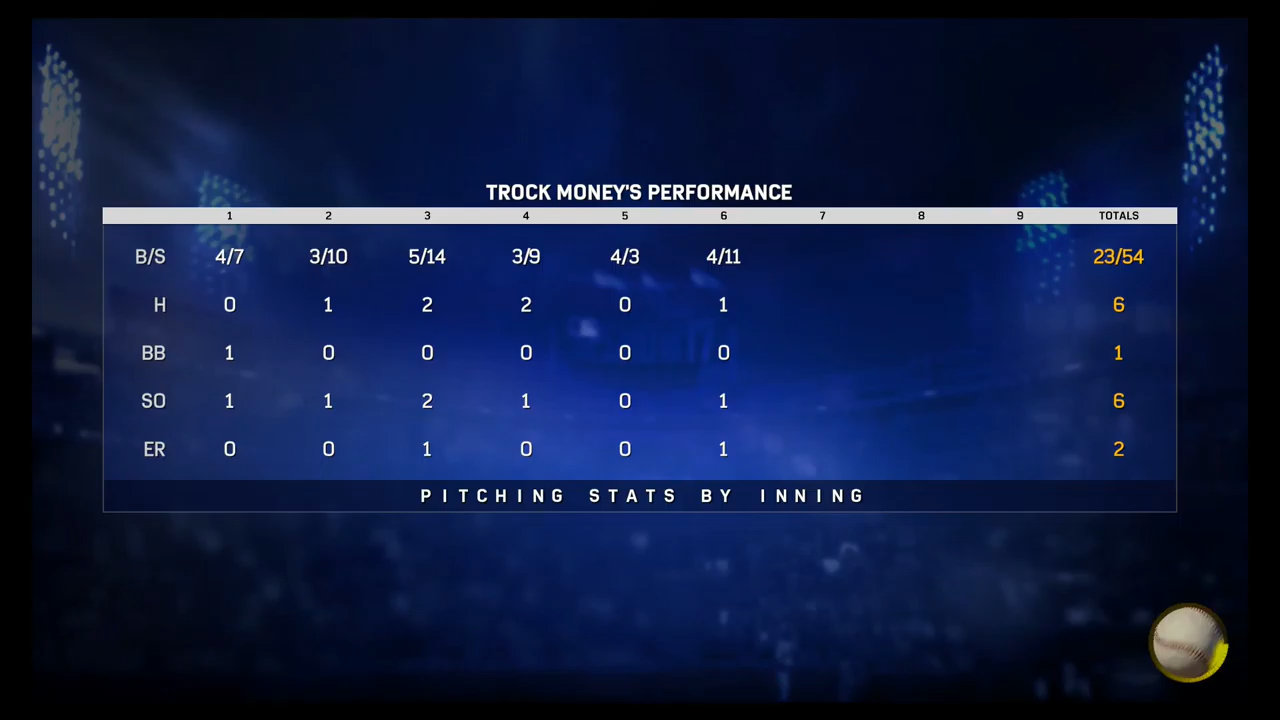 TROCK MONEY'S PERFORMANCE
1 2 3 4 5 6 7 8 9 TOTALS
B/S 4/7 3/10 5/14 3/9 4/3 4/11 23/54
H 0 1 2 2 0 1 6
BB 1 0 0 0 0 0 1
SO 1 1 2 1 0 1 6
ER 0 0 1 0 0 1 2
PITCHING STATS BY INNING